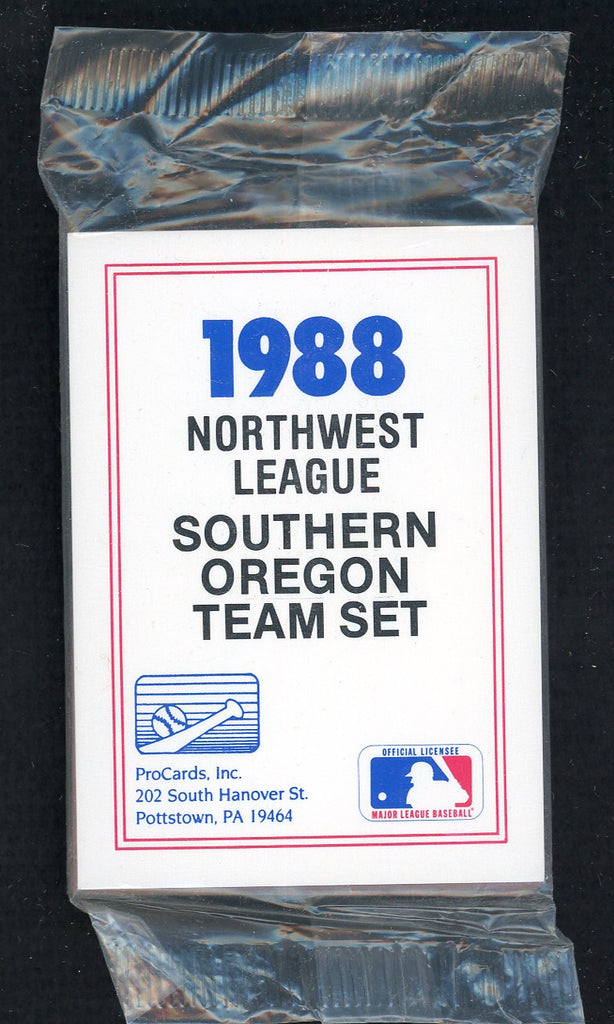 1988
NORTHWEST
LEAGUE
SOUTHERN
OREGON
TEAM SET
ProCards, Inc.
202 South Hanover St.
Pottstown, PA 19464
OFFICIAL LICENSEE
MAJOR LEAGUE BASEBALL